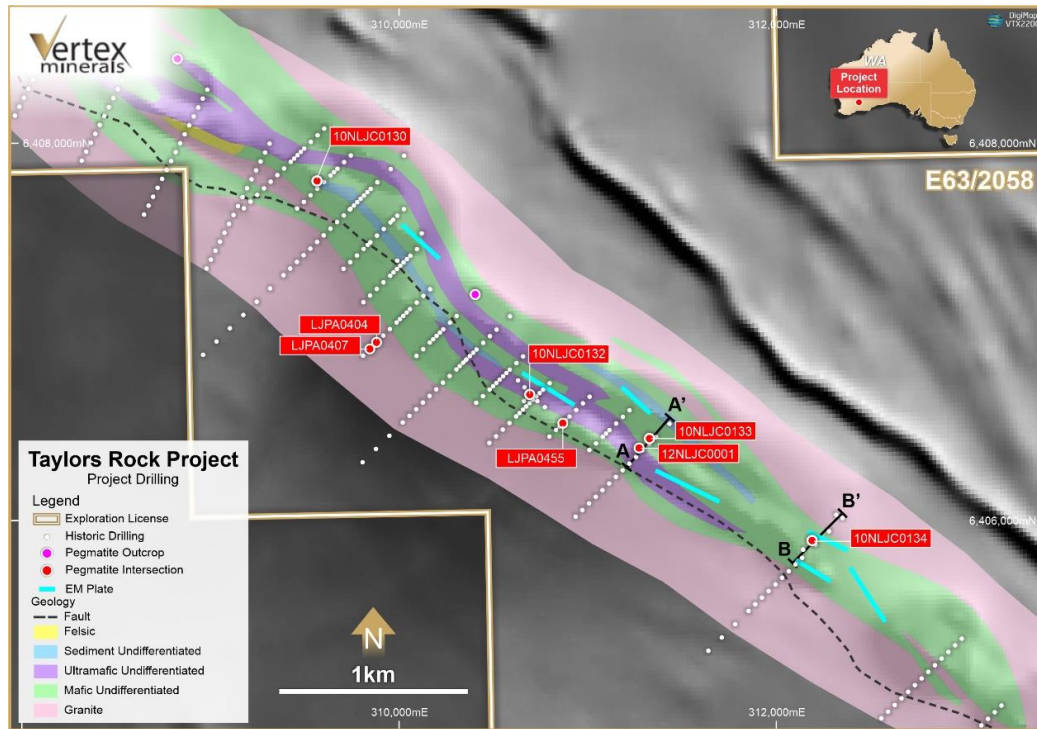 Vertex
minerals
310,000mE
312,000mE
DigiMap
VTX2200
WA
Project
Location
6,408,000mN
6,408,000mN
E63/2058
10NLJC0130
LJPA0404
LJPA0407
10NLJC0132
A'
10NLJC0133
12NLJC0001
A
LJPA0455
B'
6,406,000mN
10NLJC0134
B
Taylors Rock Project
Project Drilling
Legend
Exploration License
Historic Drilling
Pegmatite Outcrop
Pegmatite Intersection
EM Plate
Geology
Fault
Felsic
Sediment Undifferentiated
Ultramafic Undifferentiated
Mafic Undifferentiated
Granite
N
1km
310,000mE
312,000mE